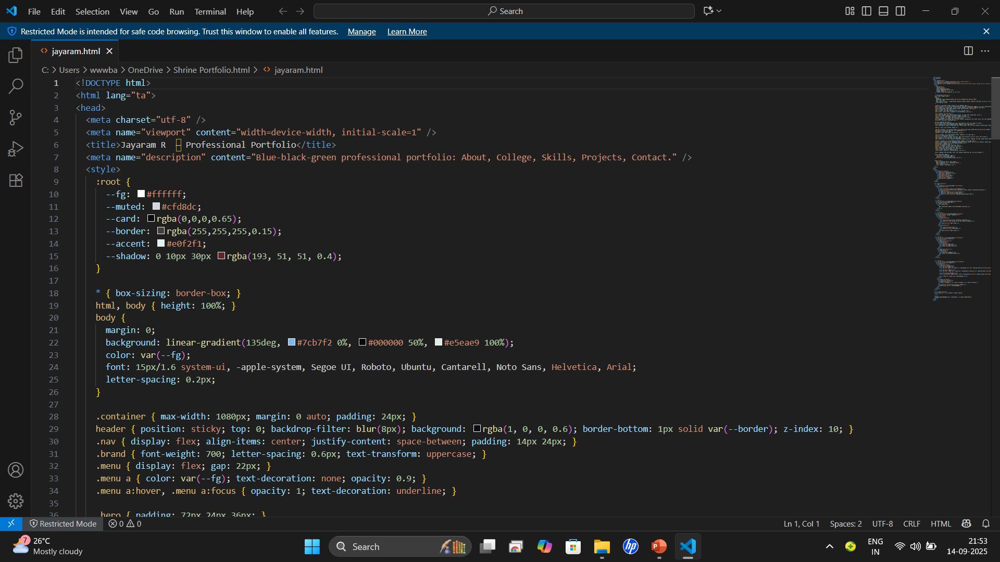 File Edit Selection View Go Run Terminal Help
Search
Restricted Mode is intended for safe code browsing. Trust this window to enable all features. Manage Learn More
jayaram.html
C: > Users > wwwba > OneDrive > Shrine Portfolio.html > jayaram.html
1 <!DOCTYPE html>
2 <html lang="ta">
3 <head>
4 <meta charset="utf-8" />
5 <meta name="viewport" content="width=device-width, initial-scale=1" />
6 <title>Jayaram R – Professional Portfolio</title>
7 <meta name="description" content="Blue-black-green professional portfolio: About, College, Skills, Projects, Contact." />
8 <style>
9 :root {
10 --fg: #ffffff;
11 --muted: #cfd8dc;
12 --card: rgba(0,0,0,0.65);
13 --border: rgba(255,255,255,0.15);
14 --accent: #e0f2f1;
15 --shadow: 0 10px 30px rgba(193, 51, 51, 0.4);
16 }
17
18 * { box-sizing: border-box; }
19 html, body { height: 100%; }
20 body {
21 margin: 0;
22 background: linear-gradient(135deg, #7cb7f2 0%, #000000 50%, #e5eae9 100%);
23 color: var(--fg);
24 font: 15px/1.6 system-ui, -apple-system, Segoe UI, Roboto, Ubuntu, Cantarell, Noto Sans, Helvetica, Arial;
25 letter-spacing: 0.2px;
26 }
27
28 .container { max-width: 1080px; margin: 0 auto; padding: 24px; }
29 header { position: sticky; top: 0; backdrop-filter: blur(8px); background: rgba(1, 0, 0, 0.6); border-bottom: 1px solid var(--border); z-index: 10; }
30 .nav { display: flex; align-items: center; justify-content: space-between; padding: 14px 24px; }
31 .brand { font-weight: 700; letter-spacing: 0.6px; text-transform: uppercase; }
32 .menu { display: flex; gap: 22px; }
33 .menu a { color: var(--fg); text-decoration: none; opacity: 0.9; }
34 .menu a:hover, .menu a:focus { opacity: 1; text-decoration: underline; }
35
36 .hero { padding: 72px 24px 36px; }
Restricted Mode 0 0 Ln 1, Col 1 Spaces: 2 UTF-8 CRLF HTML
7 26°C
Mostly cloudy
Search
ENG
IN
21:53
14-09-2025